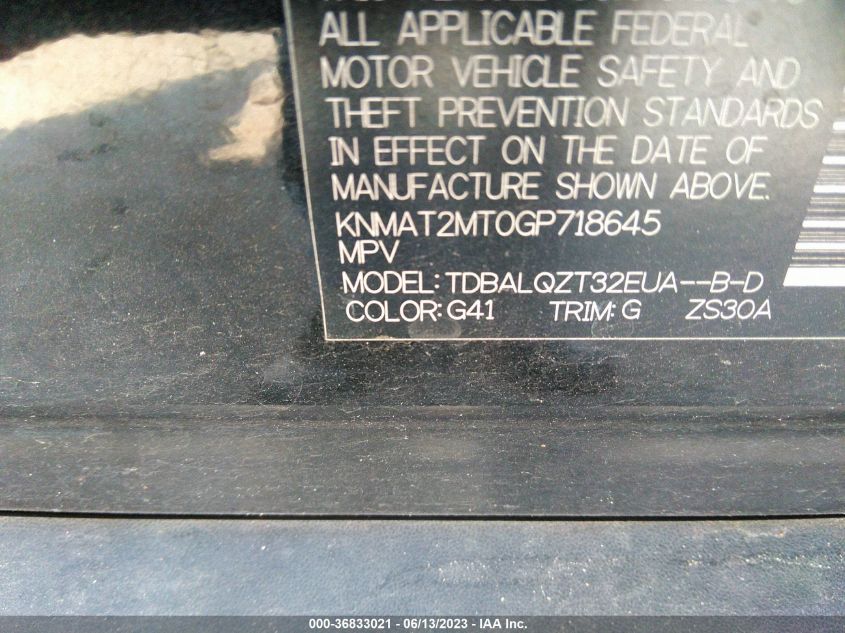 ALL APPLICABLE FEDERAL
MOTOR VEHICLE SAFETY AND
THEFT PREVENTION STANDARDS
IN EFFECT ON THE DATE OF
MANUFACTURE SHOWN ABOVE.
KNMAT2MT0GP718645
MPV
MODEL: TDBALQZT32EUA--B-D
COLOR: G41 TRIM: G ZS30A
000-36833021 - 06/13/2023 - © IAA Inc.